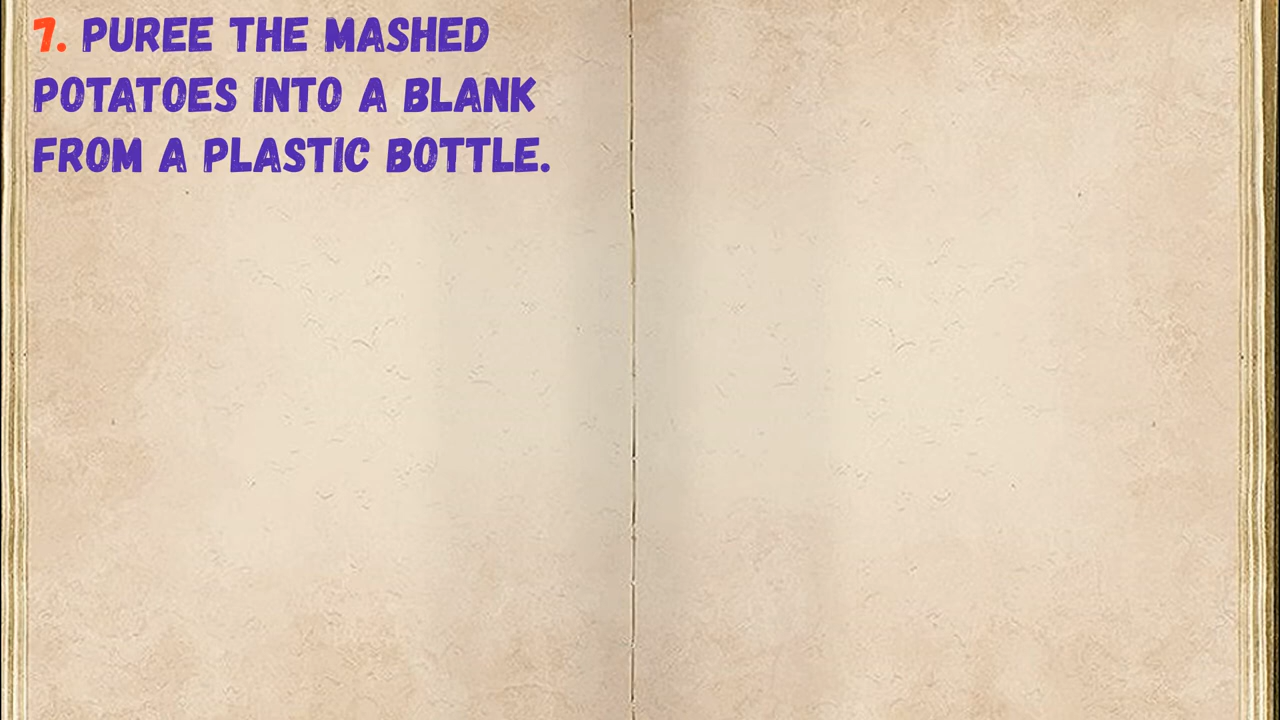 7. PUREE THE MASHED
POTATOES INTO A BLANK
FROM A PLASTIC BOTTLE.